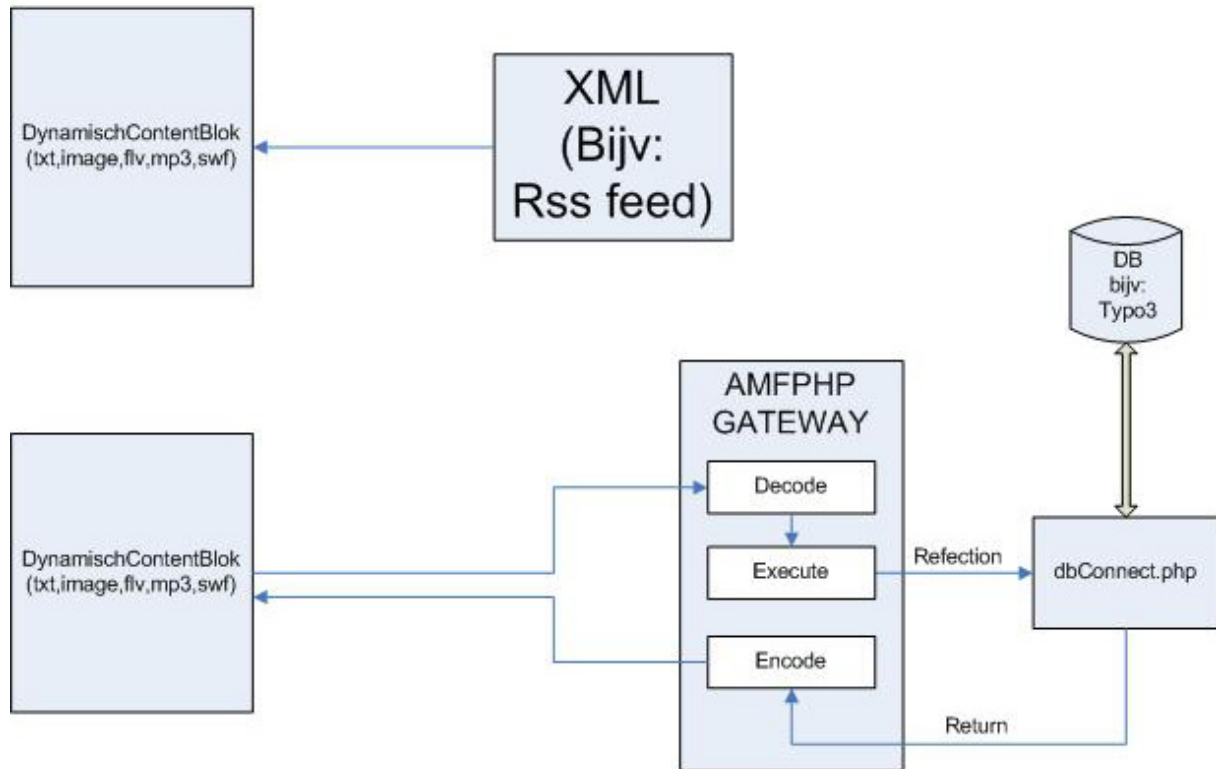 DynamischContentBlok
(txt,image,flv,mp3,swf)
XML
(Bijv:
Rss feed)
DB
bijv:
Typo3
AMFPHP
GATEWAY
Decode
Execute
Encode
DynamischContentBlok
(txt,image,flv,mp3,swf)
Refection
dbConnect.php
Return